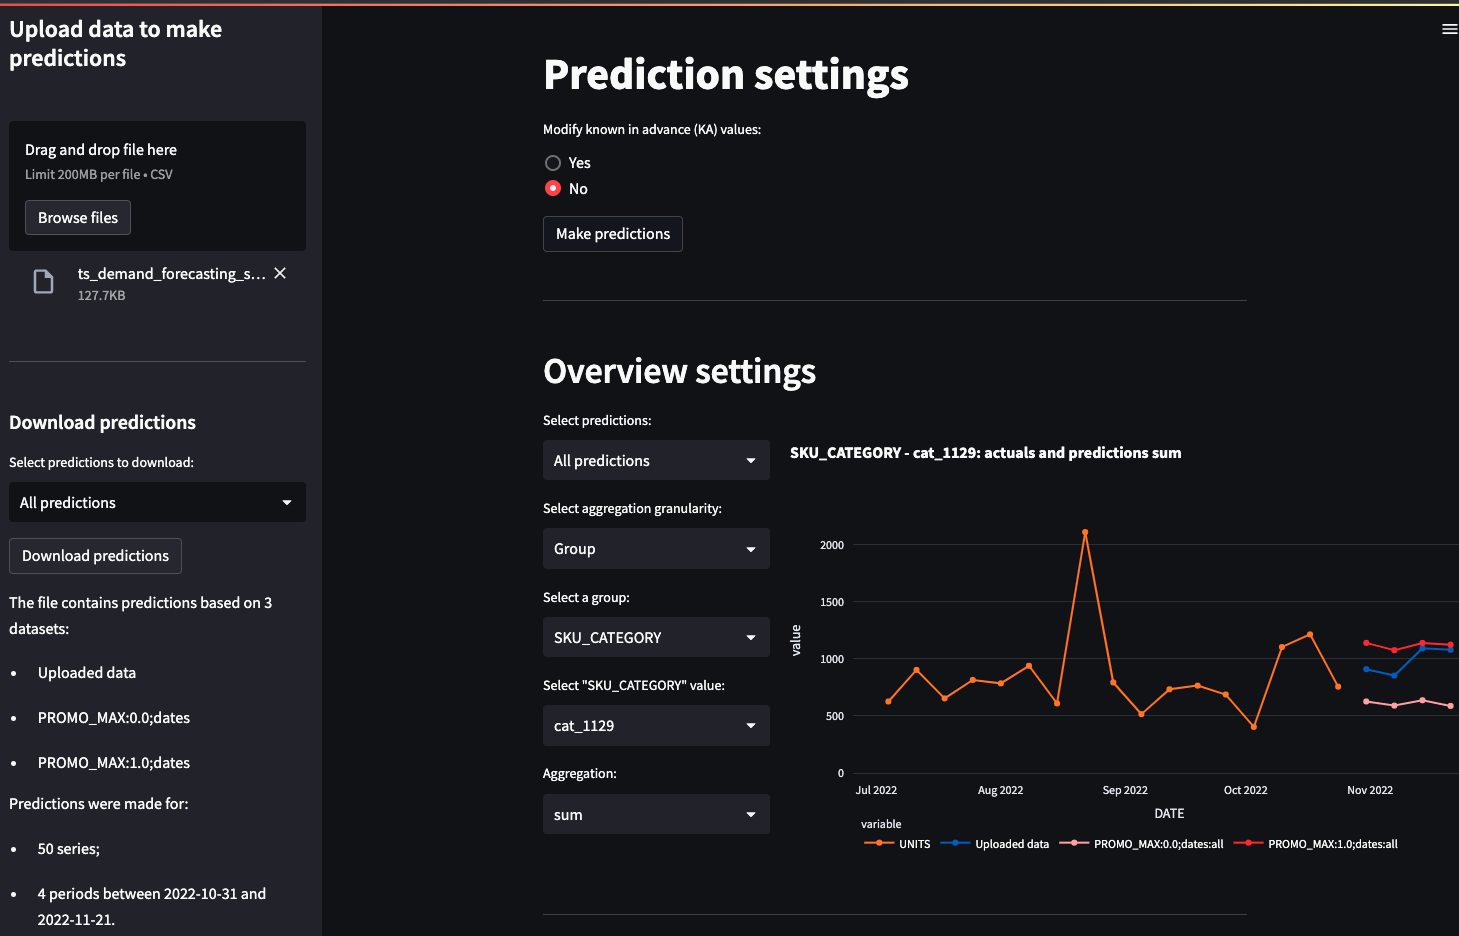 Upload data to make
predictions
Drag and drop file here
Limit 200MB per file • CSV
Browse files
ts_demand_forecasting_s...
127.7KB
Download predictions
Select predictions to download:
All predictions
Download predictions
The file contains predictions based on 3
datasets:
• Uploaded data
• PROMO_MAX:0.0;dates
• PROMO_MAX:1.0;dates
Predictions were made for:
• 50 series;
• 4 periods between 2022-10-31 and
2022-11-21.
Prediction settings
Modify known in advance (KA) values:
Yes
No
Make predictions
Overview settings
Select predictions:
All predictions
Select aggregation granularity:
Group
Select a group:
SKU_CATEGORY
Select "SKU_CATEGORY" value:
cat_1129
Aggregation:
sum
SKU_CATEGORY - cat_1129: actuals and predictions sum
2000
1500
1000
500
0
value
Jul 2022 Aug 2022 Sep 2022 Oct 2022 Nov 2022
DATE
variable
UNITS Uploaded data PROMO_MAX:0.0;dates:all PROMO_MAX:1.0;dates:all